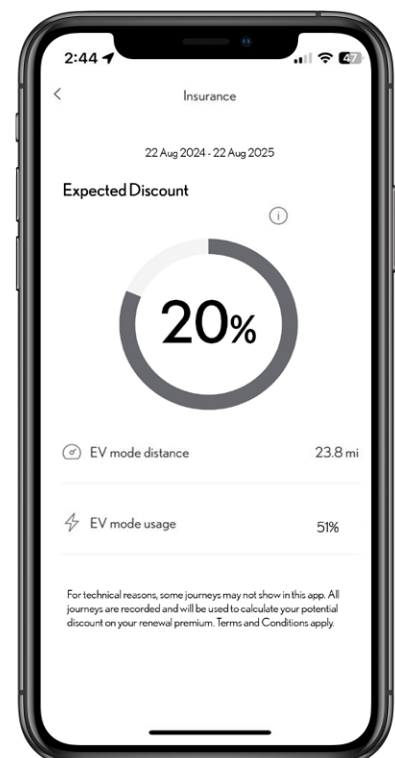 2:44
47
Insurance
22 Aug 2024 - 22 Aug 2025
Expected Discount
i
20%
EV mode distance 23.8 mi
EV mode usage 51%
For technical reasons, some journeys may not show in this app. All
journeys are recorded and will be used to calculate your potential
discount on your renewal premium. Terms and Conditions apply.